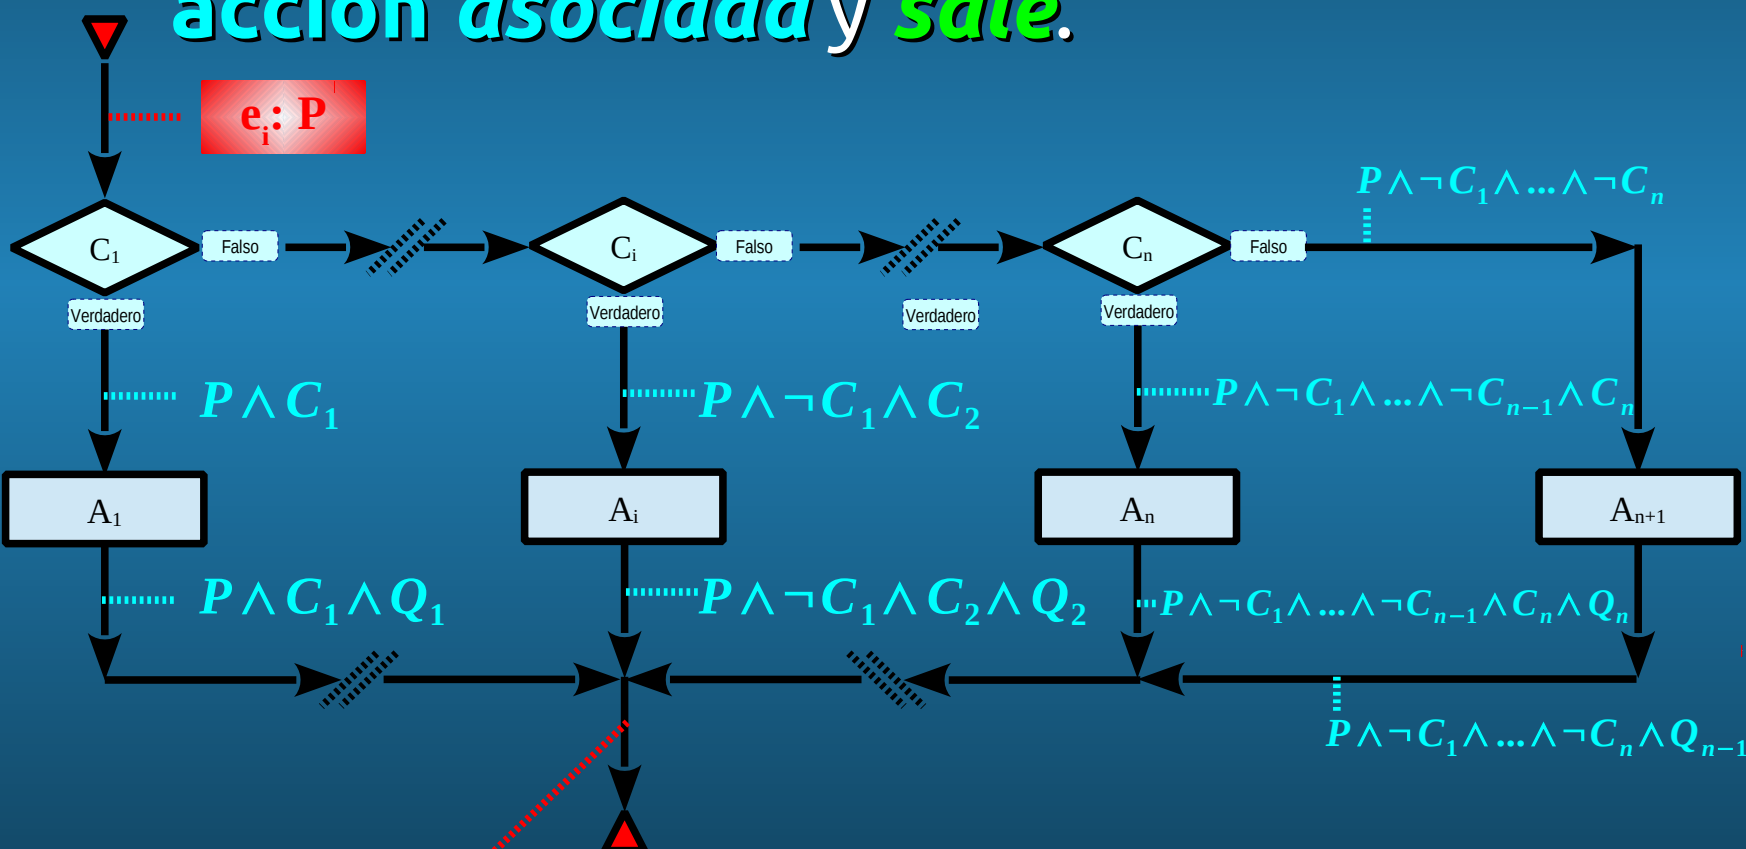 acción asociada y sale.
eᵢ: P
P∧¬C₁∧...∧¬Cₙ
C₁ Falso Cᵢ Falso Cₙ Falso
Verdadero Verdadero Verdadero Verdadero
P∧C₁ P∧¬C₁∧C₂ P∧¬C₁∧...∧¬Cₙ₋₁∧Cₙ
A₁ Aᵢ Aₙ Aₙ₊₁
P∧C₁∧Q₁ P∧¬C₁∧C₂∧Q₂ P∧¬C₁∧...∧¬Cₙ₋₁∧Cₙ∧Qₙ
P∧¬C₁∧...∧¬Cₙ∧Qₙ₋₁